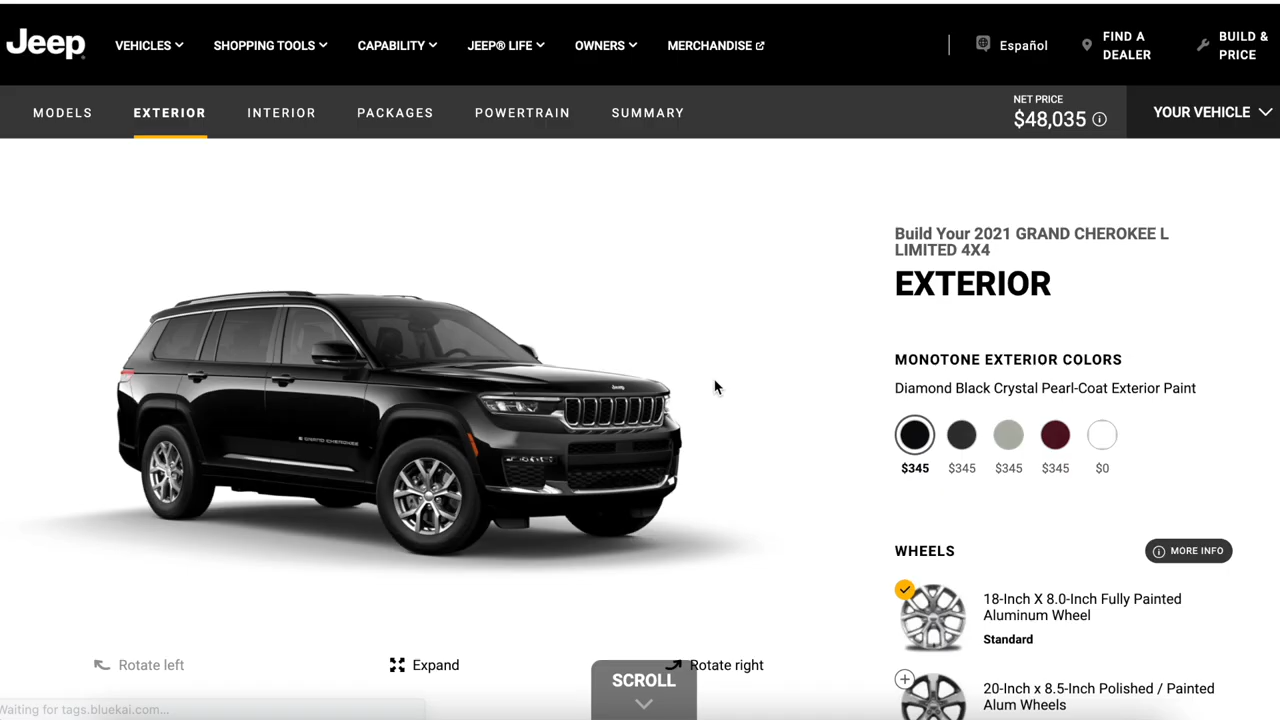 Jeep
VEHICLES
SHOPPING TOOLS
CAPABILITY
JEEP® LIFE
OWNERS
MERCHANDISE
Español
FIND A
DEALER
BUILD &
PRICE
MODELS
EXTERIOR
INTERIOR
PACKAGES
POWERTRAIN
SUMMARY
NET PRICE
$48,035
YOUR VEHICLE
Build Your 2021 GRAND CHEROKEE L
LIMITED 4X4
EXTERIOR
MONOTONE EXTERIOR COLORS
Diamond Black Crystal Pearl-Coat Exterior Paint
$345
$345
$345
$345
$0
WHEELS
MORE INFO
18-Inch X 8.0-Inch Fully Painted
Aluminum Wheel
Standard
20-Inch x 8.5-Inch Polished / Painted
Alum Wheels
Jeep
GRAND CHEROKEE
Rotate left
Expand
Rotate right
SCROLL
Waiting for tags.bluekai.com...